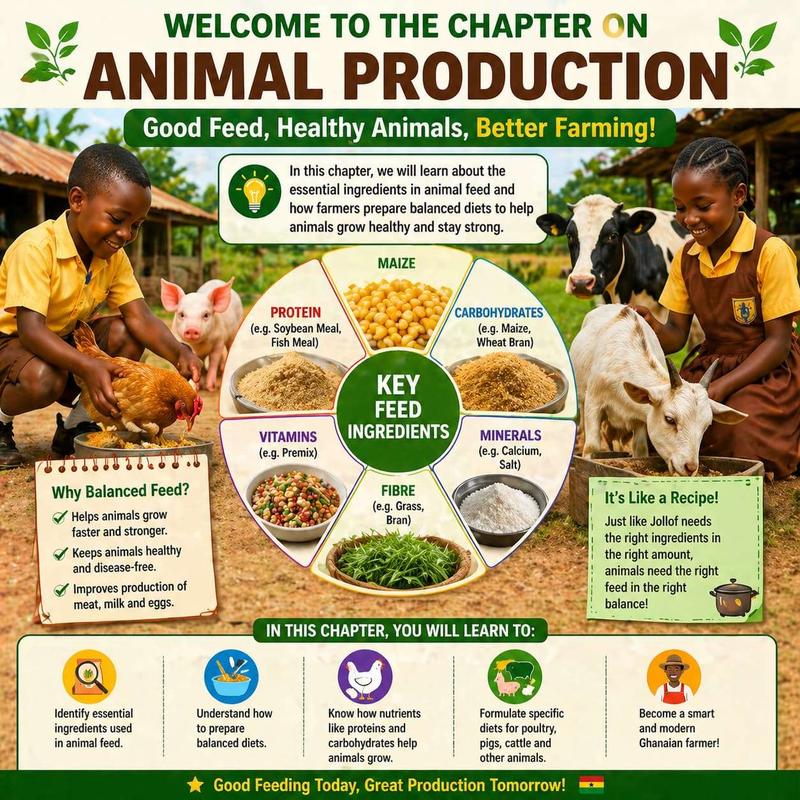 WELCOME TO THE CHAPTER ON
ANIMAL PRODUCTION
Good Feed, Healthy Animals, Better Farming!
In this chapter, we will learn about the
essential ingredients in animal feed and
how farmers prepare balanced diets to help
animals grow healthy and stay strong.
MAIZE
PROTEIN
(e.g. Soybean Meal,
Fish Meal)
CARBOHYDRATES
(e.g. Maize,
Wheat Bran)
KEY
FEED
INGREDIENTS
VITAMINS
(e.g. Premix)
MINERALS
(e.g. Calcium,
Salt)
FIBRE
(e.g. Grass,
Bran)
Why Balanced Feed?
Helps animals grow
faster and stronger.
Keeps animals healthy
and disease-free.
Improves production of
meat, milk and eggs.
It's Like a Recipe!
Just like Jollof needs
the right ingredients in
the right amount,
animals need the right
feed in the right
balance!
IN THIS CHAPTER, YOU WILL LEARN TO:
Identify essential
ingredients used
in animal feed.
Understand how
to prepare
balanced diets.
Know how nutrients
like proteins and
carbohydrates help
animals grow.
Formulate specific
diets for poultry,
pigs, cattle and
other animals.
Become a smart
and modern
Ghanaian farmer!
Good Feeding Today, Great Production Tomorrow!